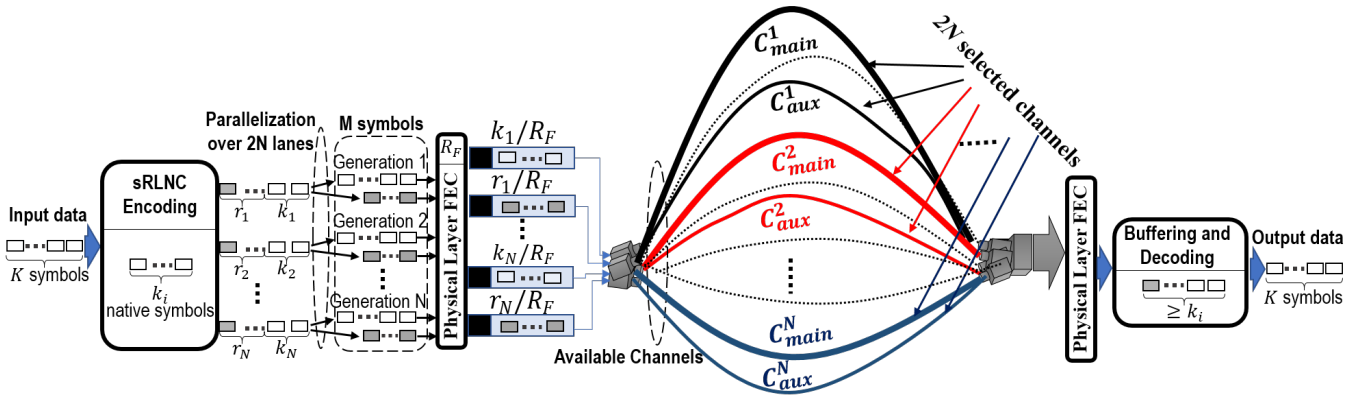 Input data
K symbols
sRLNC
Encoding
k_i
native symbols
Parallelization
over 2N lanes
r_1 k_1
r_2 k_2
r_N k_N
M symbols
Generation 1
Generation 2
Generation N
R_F
Physical Layer FEC
k_1/R_F
r_1/R_F
k_N/R_F
r_N/R_F
Available Channels
C^1_main
C^1_aux
C^2_main
C^2_aux
C^N_main
C^N_aux
2N selected channels
Physical Layer FEC
Buffering and
Decoding
≥ k_i
Output data
K symbols